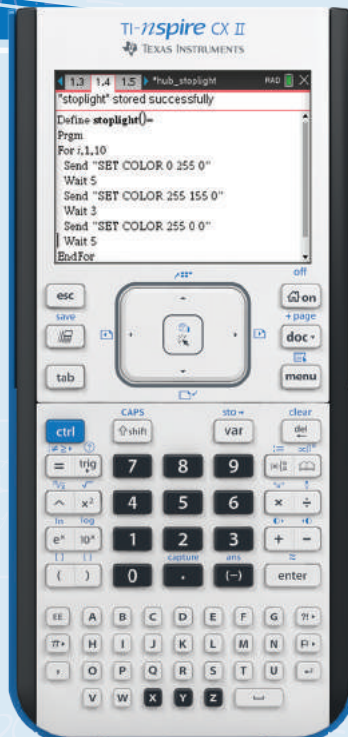 TI-nspire CX II
TEXAS INSTRUMENTS
1.3 1.4 1.5 *hub_stoplight RAD
"stoplight" stored successfully
Define stoplight()=
Prgm
For i,1,10
Send "SET COLOR 0 255 0"
Wait 5
Send "SET COLOR 255 155 0"
Wait 3
Send "SET COLOR 255 0 0"
Wait 5
EndFor
off
esc
on
save
+page
doc
tab
menu
CAPS
sto→
clear
ctrl
shift
var
del
= trig 7 8 9
^ x² 4 5 6 × ÷
ln log
eˣ 10ˣ 1 2 3 + −
capture ans
( ) 0 . (−) enter
EE A B C D E F G ?!
π H I J K L M N
, O P Q R S T U
V W X Y Z